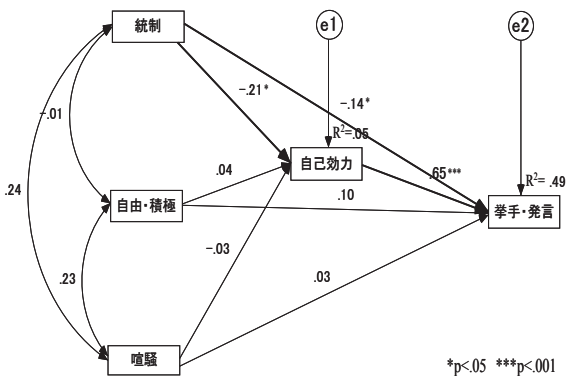 統制
e1
e2
-.21*
-.14*
-.01
R²=.05
自己効力
.65***
R²= .49
.04
.24
自由・積極
.10
挙手・発言
-.03
.23
.03
喧騒
*p<.05 ***p<.001